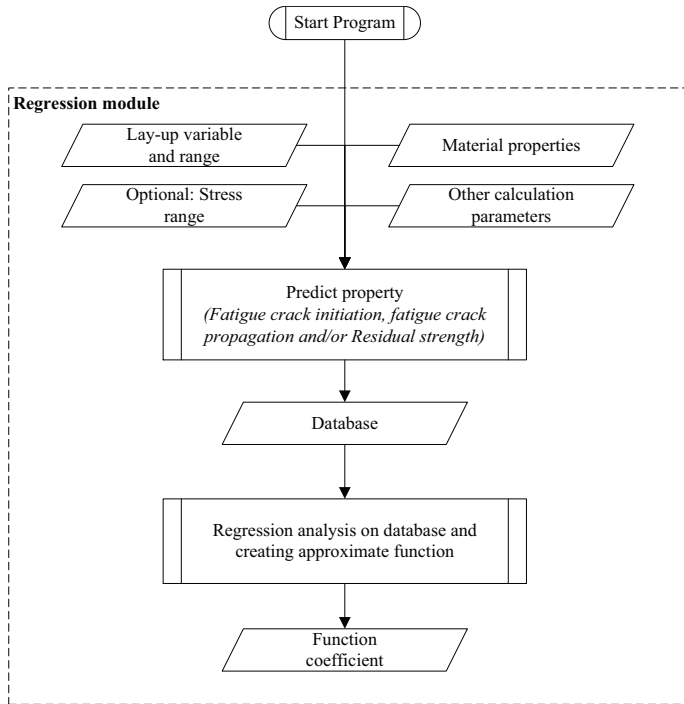 Start Program
Regression module
Lay-up variable
and range
Material properties
Optional: Stress
range
Other calculation
parameters
Predict property
(Fatigue crack initiation, fatigue crack
propagation and/or Residual strength)
Database
Regression analysis on database and
creating approximate function
Function
coefficient